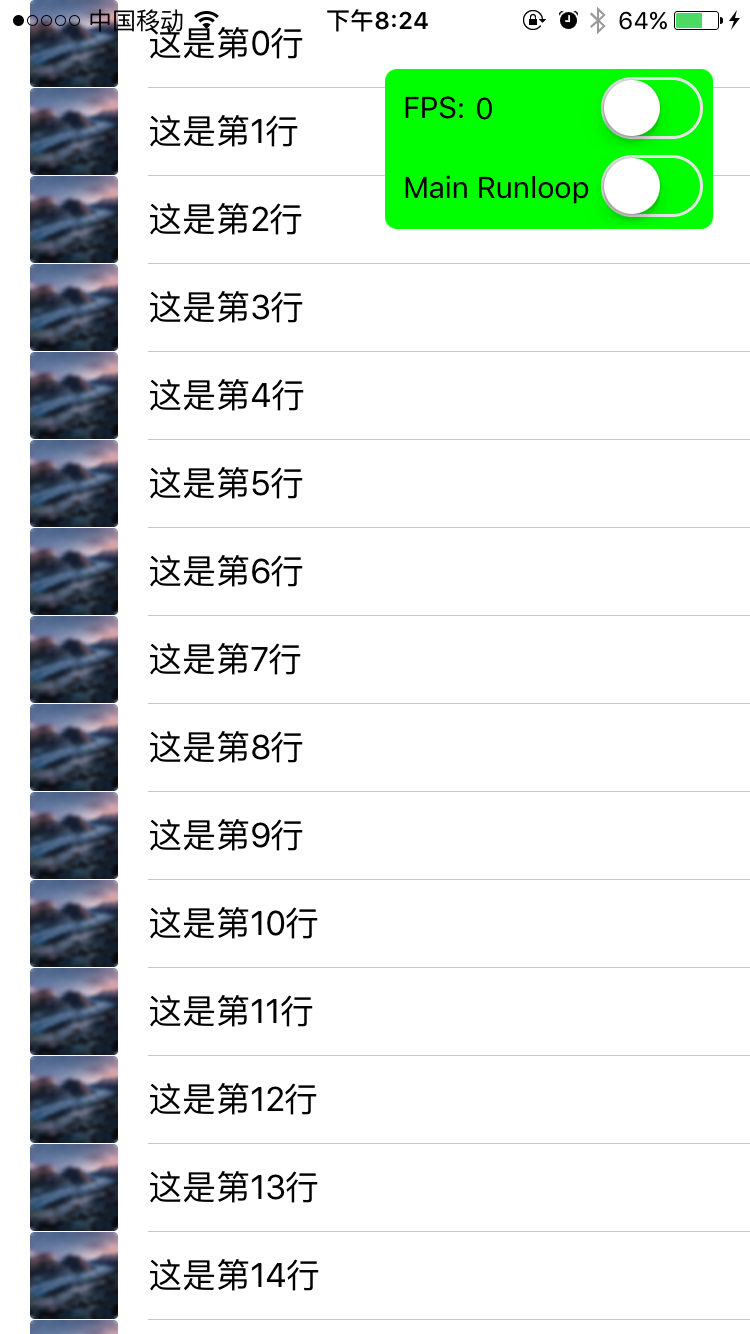 中国移动 下午8:24 64%
这是第0行
FPS: 0
这是第1行
Main Runloop
这是第2行
这是第3行
这是第4行
这是第5行
这是第6行
这是第7行
这是第8行
这是第9行
这是第10行
这是第11行
这是第12行
这是第13行
这是第14行